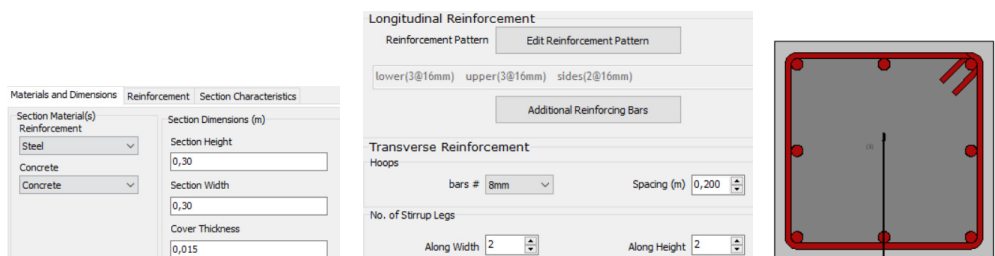 Materials and Dimensions Reinforcement Section Characteristics
Section Material(s)
Reinforcement
Steel
Concrete
Concrete
Section Dimensions (m)
Section Height
0,30
Section Width
0,30
Cover Thickness
0,015
Longitudinal Reinforcement
Reinforcement Pattern Edit Reinforcement Pattern
lower(3@16mm) upper(3@16mm) sides(2@16mm)
Additional Reinforcing Bars
Transverse Reinforcement
Hoops
bars # 8mm Spacing (m) 0,200
No. of Stirrup Legs
Along Width 2 Along Height 2